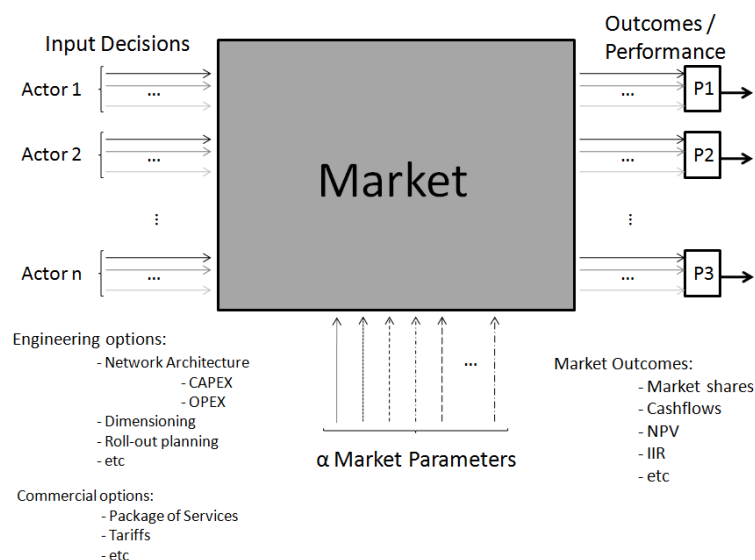 Input Decisions
Outcomes /
Performance
Actor 1
...
...
P1
Actor 2
...
...
P2
Market
...
...
Actor n
...
...
P3
Engineering options:
- Network Architecture
- CAPEX
- OPEX
- Dimensioning
- Roll-out planning
- etc
Commercial options:
- Package of Services
- Tariffs
- etc
...
α Market Parameters
Market Outcomes:
- Market shares
- Cashflows
- NPV
- IIR
- etc